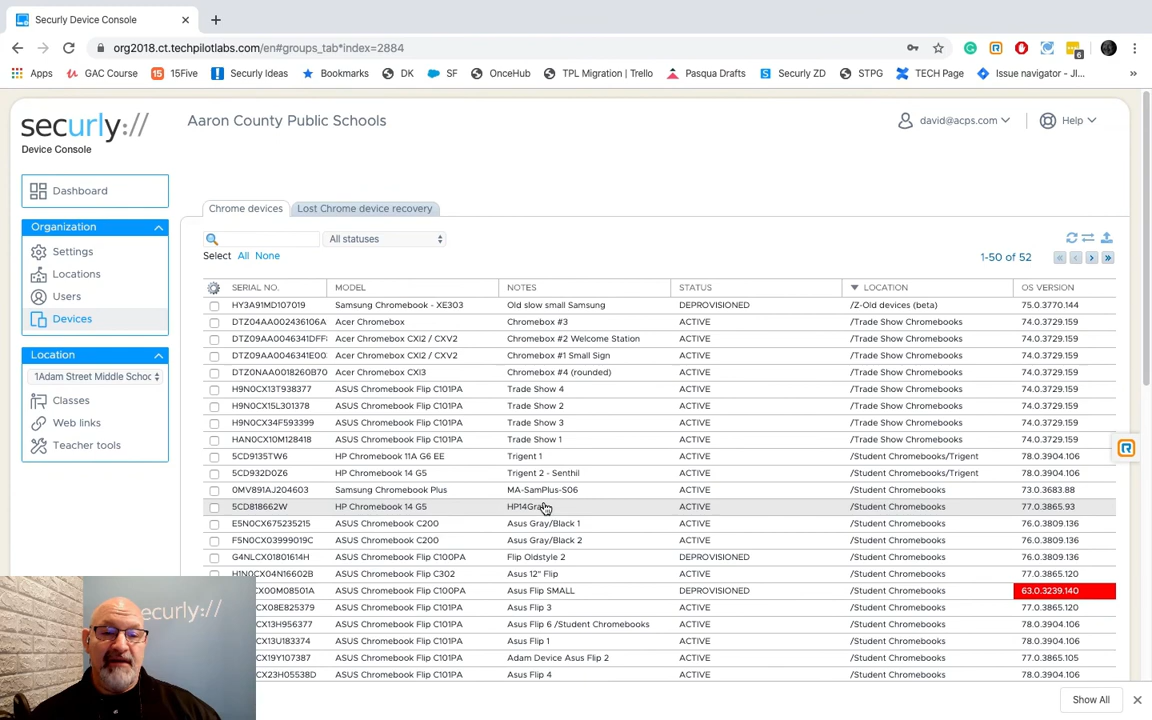 Securly Device Console
org2018.ct.techpilotlabs.com/en#groups_tab*index=2884
6
Apps GAC Course 15 15Five Securly Ideas Bookmarks DK SF OnceHub TPL Migration | Trello Pasqua Drafts Securly ZD STPG TECH Page Issue navigator - JI...
securly://
Device Console
Aaron County Public Schools
david@acps.com
Help
Dashboard
Organization
Settings
Locations
Users
Devices
Location
1Adam Street Middle Schoo
Classes
Web links
Teacher tools
Chrome devices Lost Chrome device recovery
All statuses
Select All None
1-50 of 52
SERIAL NO. MODEL NOTES STATUS LOCATION OS VERSION
HY3A91MD107019 Samsung Chromebook - XE303 Old slow small Samsung DEPROVISIONED /Z-Old devices (beta) 75.0.3770.144
DTZ04AA002436106A Acer Chromebox Chromebox #3 ACTIVE /Trade Show Chromebooks 74.0.3729.159
DTZ09AA0046341DFF Acer Chromebox CXI2 / CXV2 Chromebox #2 Welcome Station ACTIVE /Trade Show Chromebooks 74.0.3729.159
DTZ09AA0046341E00 Acer Chromebox CXI2 / CXV2 Chromebox #1 Small Sign ACTIVE /Trade Show Chromebooks 74.0.3729.159
DTZ0NAA0018260B70 Acer Chromebox CXI3 Chromebox #4 (rounded) ACTIVE /Trade Show Chromebooks 74.0.3729.159
H9N0CX13T938377 ASUS Chromebook Flip C101PA Trade Show 4 ACTIVE /Trade Show Chromebooks 74.0.3729.159
H9N0CX15L301378 ASUS Chromebook Flip C101PA Trade Show 2 ACTIVE /Trade Show Chromebooks 74.0.3729.159
H9N0CX34F593399 ASUS Chromebook Flip C101PA Trade Show 3 ACTIVE /Trade Show Chromebooks 74.0.3729.159
HAN0CX10M128418 ASUS Chromebook Flip C101PA Trade Show 1 ACTIVE /Trade Show Chromebooks 74.0.3729.159
5CD9135TW6 HP Chromebook 11A G6 EE Trigent 1 ACTIVE /Student Chromebooks/Trigent 78.0.3904.106
5CD932D0Z6 HP Chromebook 14 G5 Trigent 2 - Senthil ACTIVE /Student Chromebooks/Trigent 78.0.3904.106
0MV891AJ204603 Samsung Chromebook Plus MA-SamPlus-S06 ACTIVE /Student Chromebooks 73.0.3683.88
5CD818662W HP Chromebook 14 G5 HP14Gray ACTIVE /Student Chromebooks 77.0.3865.93
E5N0CX675235215 ASUS Chromebook C200 Asus Gray/Black 1 ACTIVE /Student Chromebooks 76.0.3809.136
F5N0CX03999019C ASUS Chromebook C200 Asus Gray/Black 2 ACTIVE /Student Chromebooks 76.0.3809.136
G4NLCX01801614H ASUS Chromebook Flip C100PA Flip Oldstyle 2 DEPROVISIONED /Student Chromebooks 76.0.3809.136
H1N0CX04N16602B ASUS Chromebook Flip C302 Asus 12" Flip ACTIVE /Student Chromebooks 77.0.3865.120
CX00M08501A ASUS Chromebook Flip C100PA Asus Flip SMALL DEPROVISIONED /Student Chromebooks 63.0.3239.140
CX08E825379 ASUS Chromebook Flip C101PA Asus Flip 3 ACTIVE /Student Chromebooks 77.0.3865.120
CX13H956377 ASUS Chromebook Flip C101PA Asus Flip 6 /Student Chromebooks ACTIVE /Student Chromebooks 78.0.3904.106
CX13U183374 ASUS Chromebook Flip C101PA Asus Flip 1 ACTIVE /Student Chromebooks 78.0.3904.106
CX19Y107387 ASUS Chromebook Flip C101PA Adam Device Asus Flip 2 ACTIVE /Student Chromebooks 77.0.3865.105
CX23H05538D ASUS Chromebook Flip C101PA Asus Flip 4 ACTIVE /Student Chromebooks 78.0.3904.106
securly://
Show All